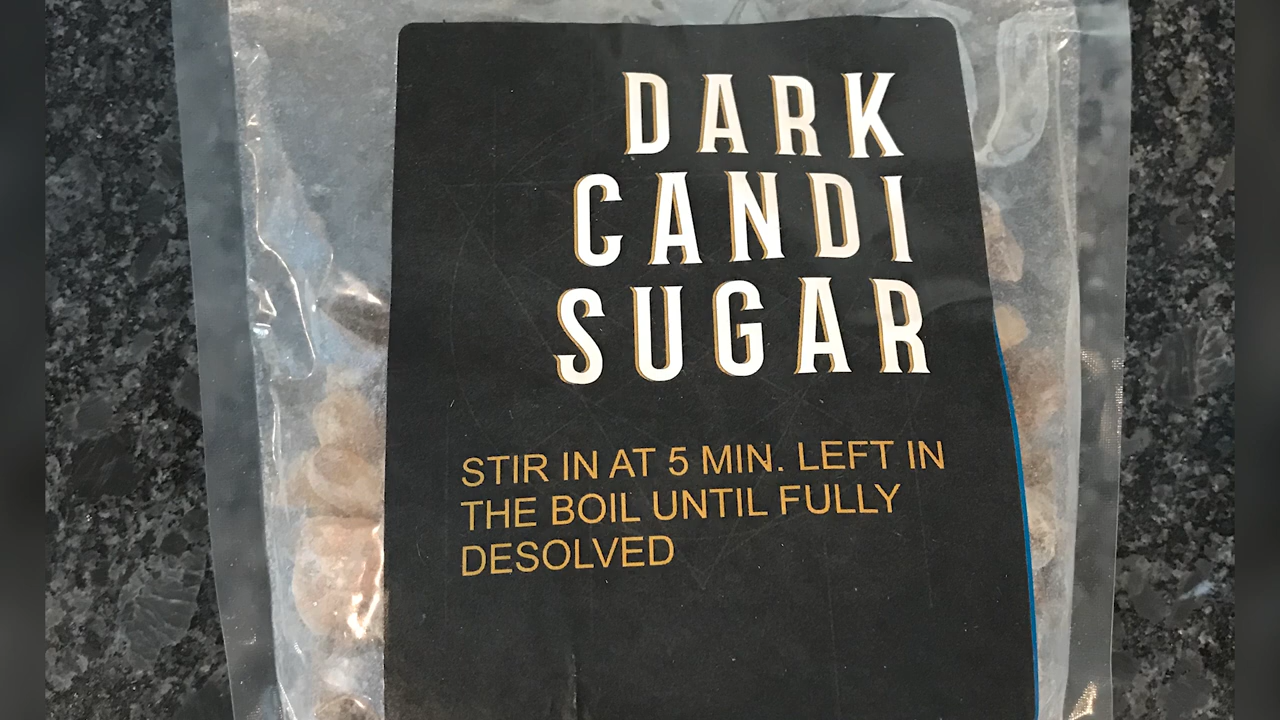 DARK
CANDI
SUGAR
STIR IN AT 5 MIN. LEFT IN
THE BOIL UNTIL FULLY
DESOLVED